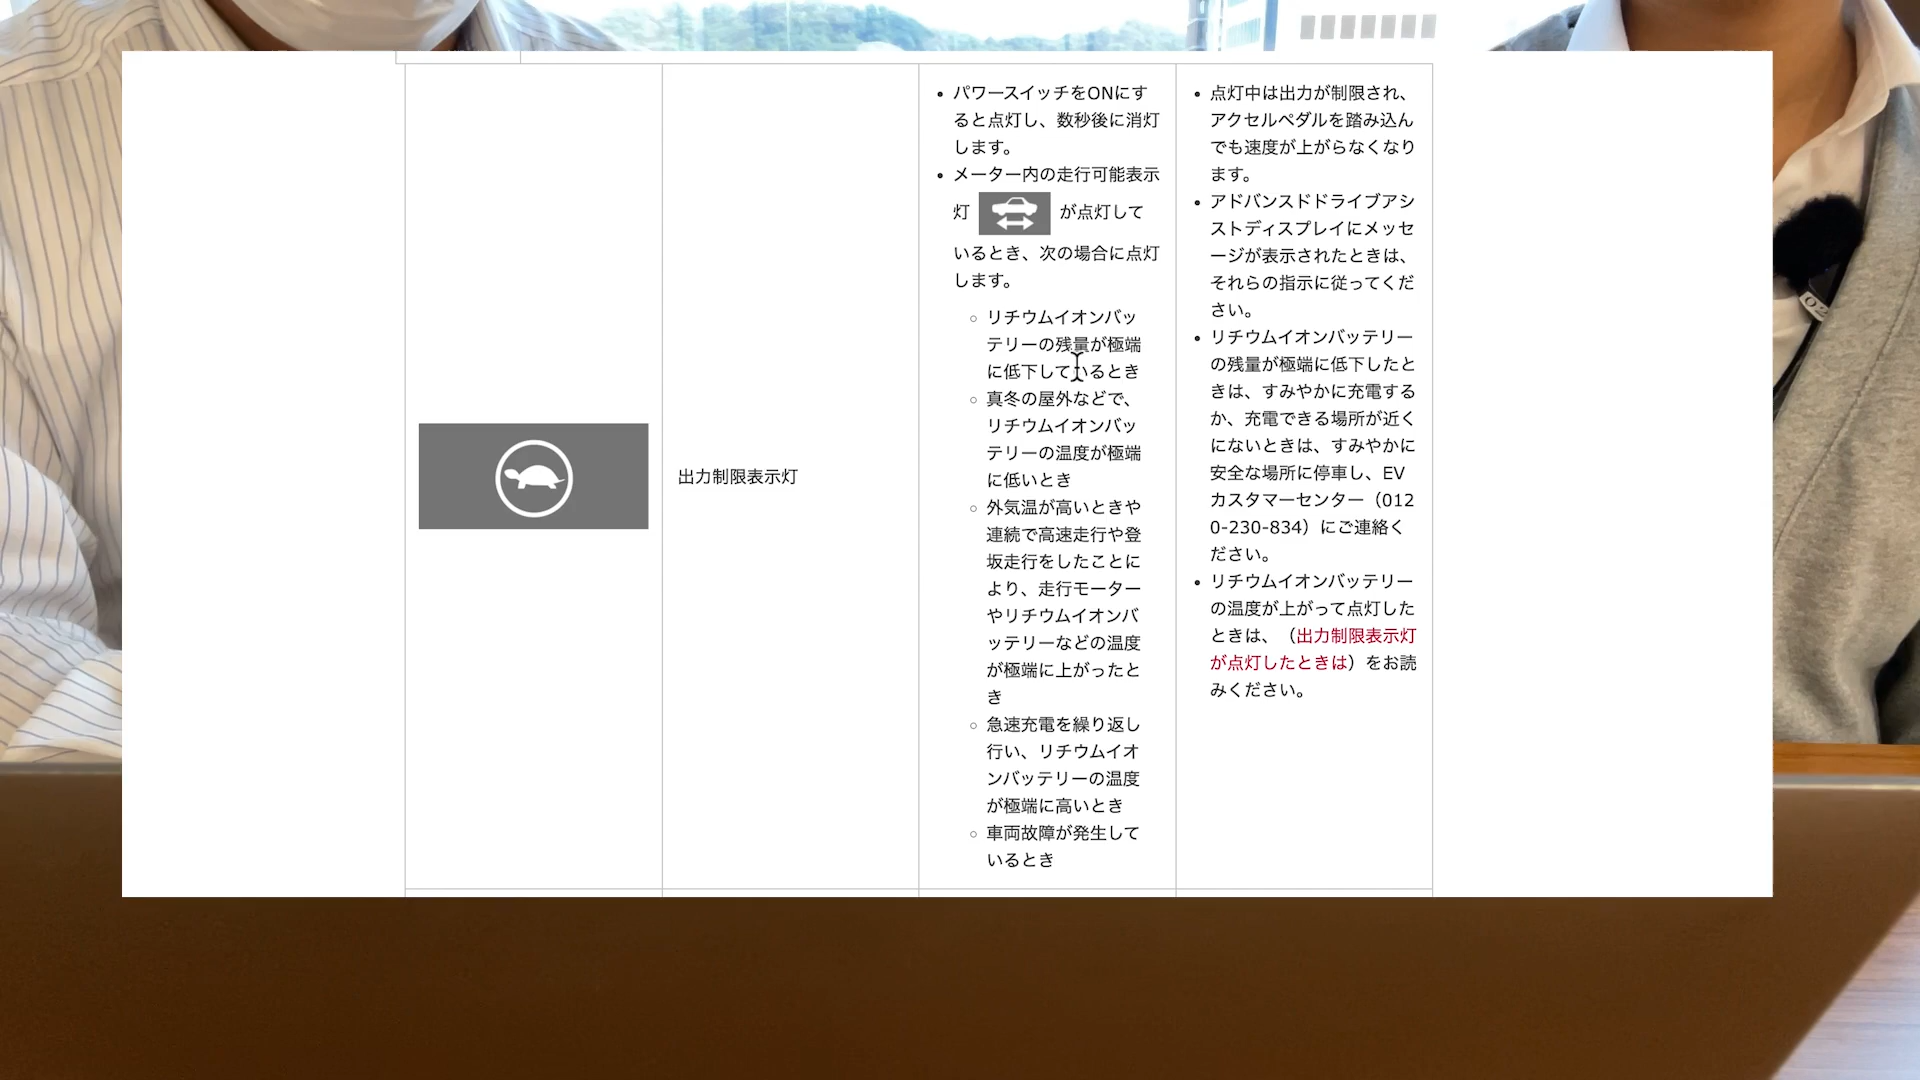 出力制限表示灯
パワースイッチをONにす
ると点灯し、数秒後に消灯
します。
メーター内の走行可能表示
灯 が点灯して
いるとき、次の場合に点灯
します。
リチウムイオンバッ
テリーの残量が極端
に低下しているとき
真冬の屋外などで、
リチウムイオンバッ
テリーの温度が極端
に低いとき
外気温が高いときや
連続で高速走行や登
坂走行をしたことに
より、走行モーター
やリチウムイオンバ
ッテリーなどの温度
が極端に上がったと
き
急速充電を繰り返し
行い、リチウムイオ
ンバッテリーの温度
が極端に高いとき
車両故障が発生して
いるとき
点灯中は出力が制限され、
アクセルペダルを踏み込ん
でも速度が上がらなくなり
ます。
アドバンスドドライブアシ
ストディスプレイにメッセ
ージが表示されたときは、
それらの指示に従ってくだ
さい。
リチウムイオンバッテリー
の残量が極端に低下したと
きは、すみやかに充電する
か、充電できる場所が近く
にないときは、すみやかに
安全な場所に停車し、EV
カスタマーセンター（012
0-230-834）にご連絡く
ださい。
リチウムイオンバッテリー
の温度が上がって点灯した
ときは、（出力制限表示灯
が点灯したときは）をお読
みください。
02